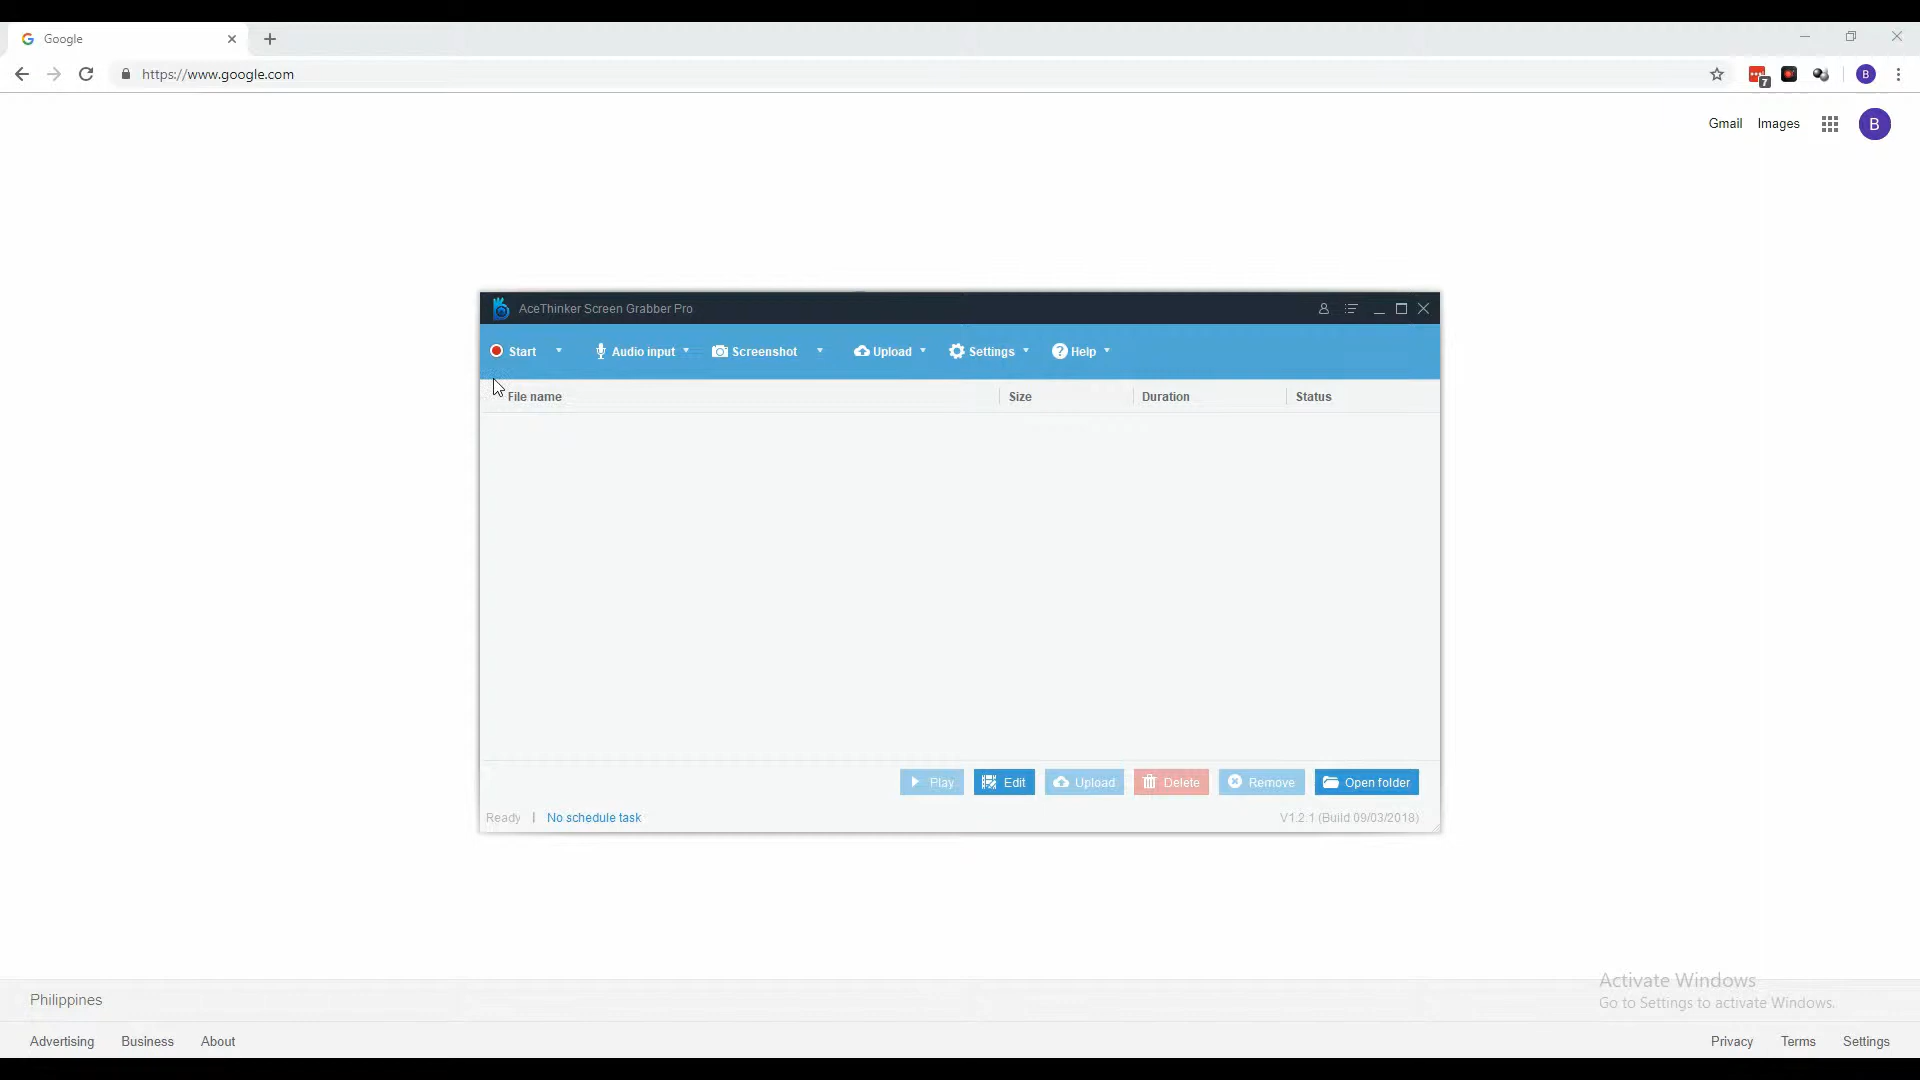 Google
https://www.google.com
7
B
Gmail Images B
AceThinker Screen Grabber Pro
Start Audio input Screenshot Upload Settings Help
File name Size Duration Status
Play Edit Upload Delete Remove Open folder
Ready | No schedule task V1.2.1 (Build 09/03/2018)
Activate Windows
Go to Settings to activate Windows.
Philippines
Advertising Business About Privacy Terms Settings